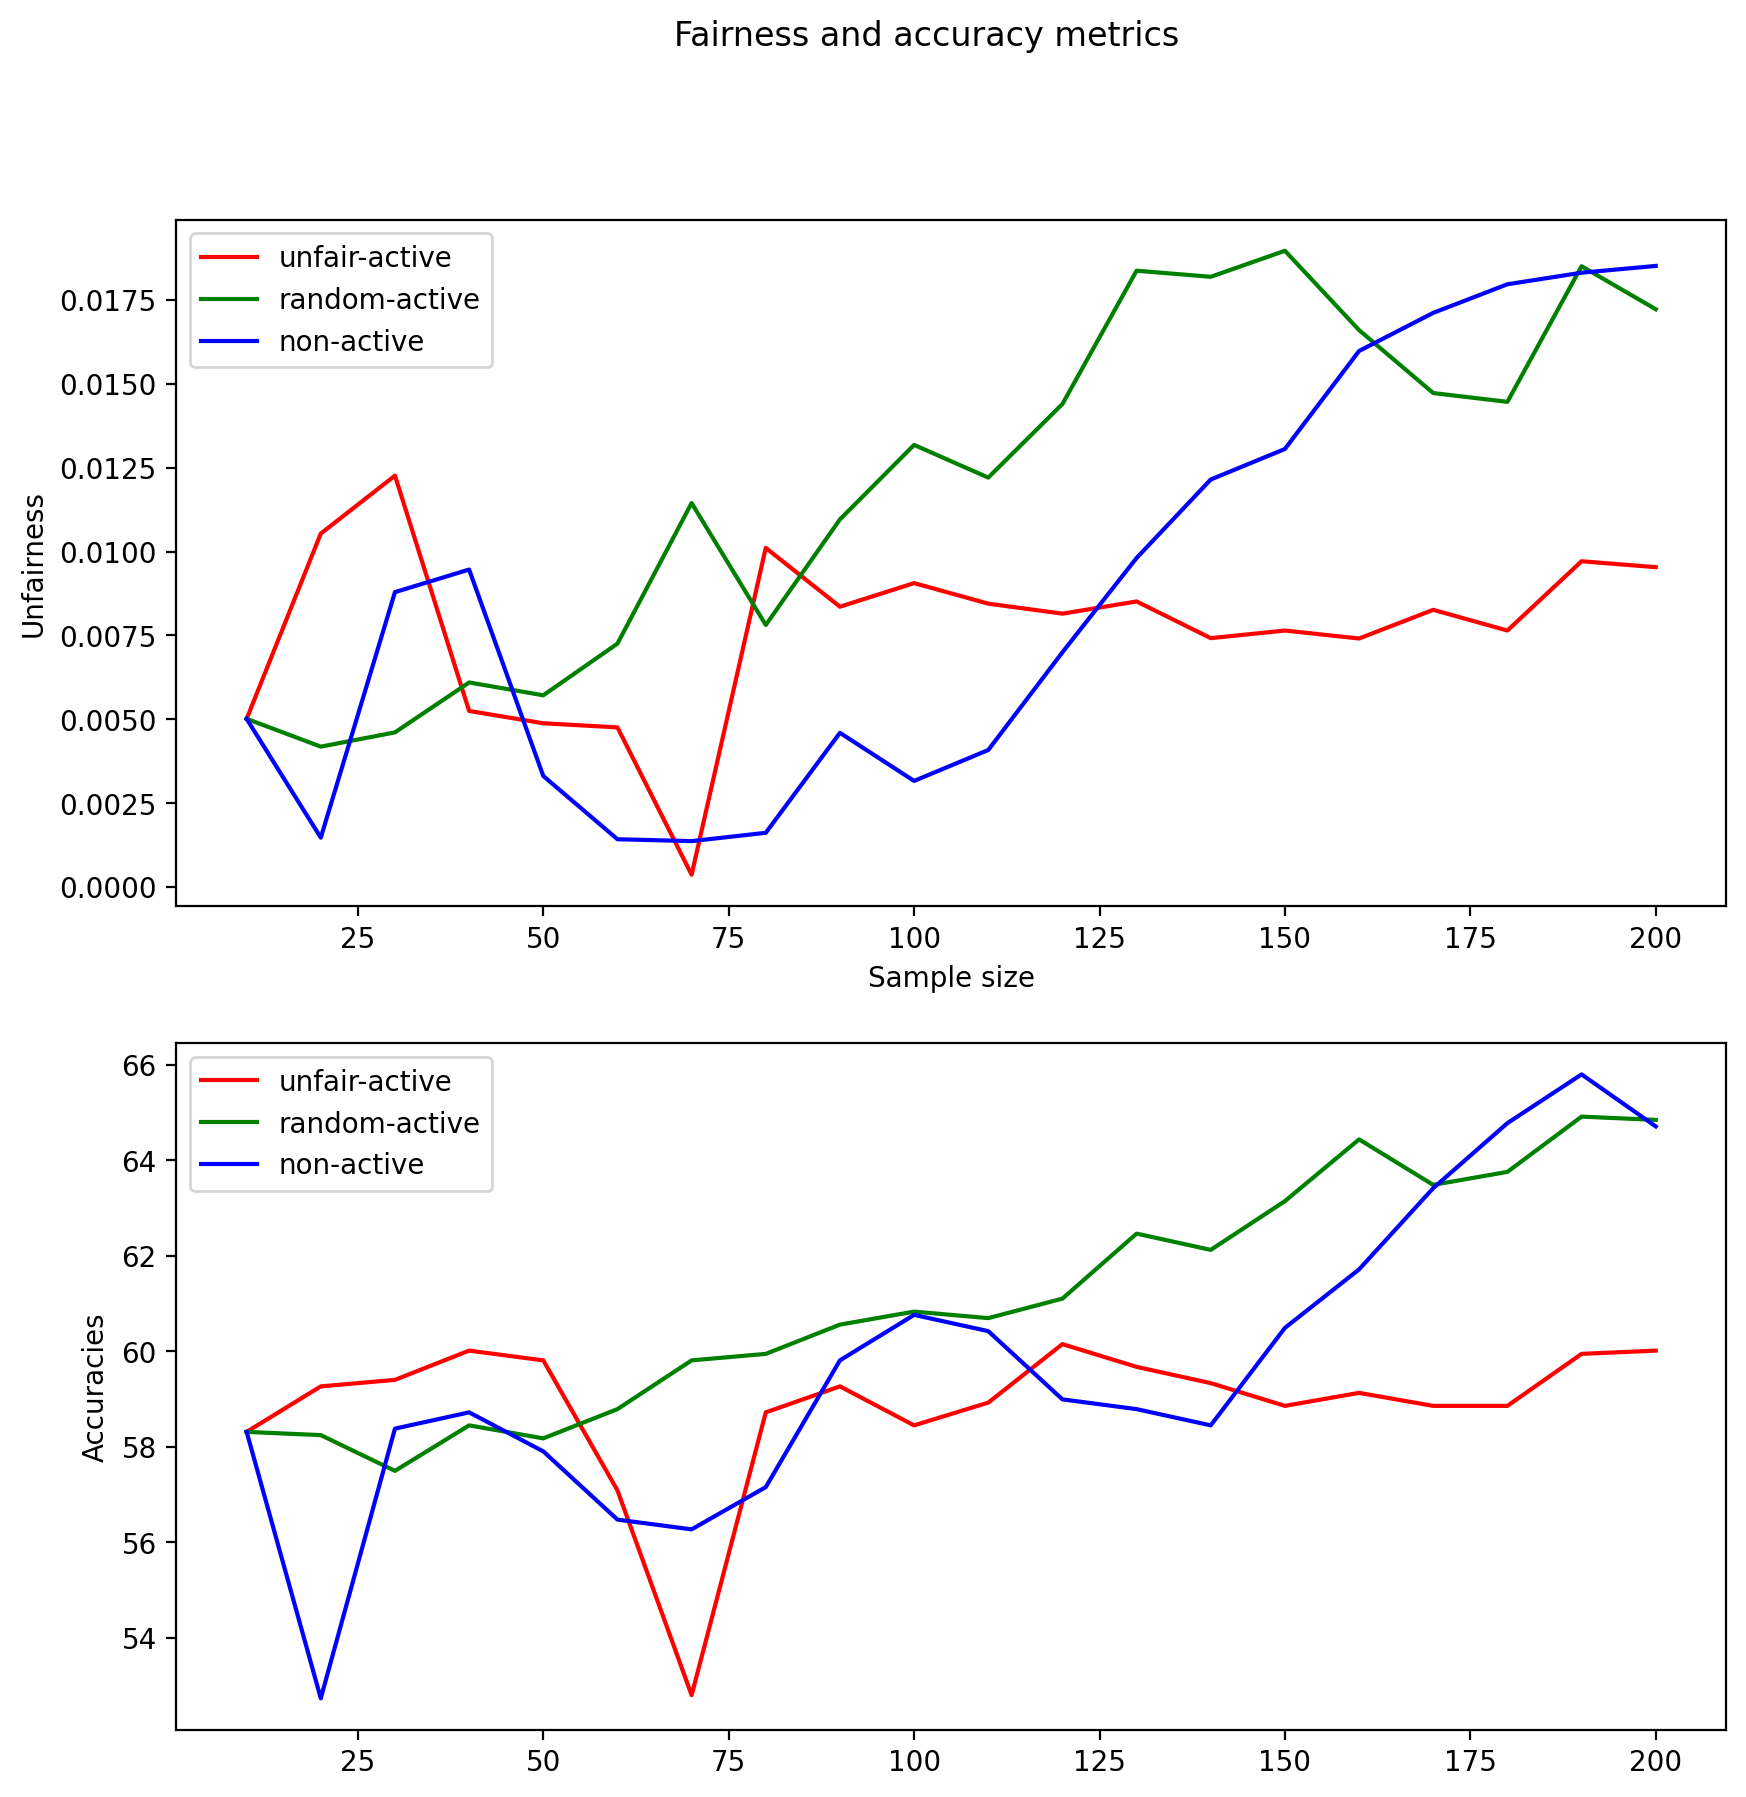 Fairness and accuracy metrics
unfair-active
random-active
non-active
0.0175
0.0150
0.0125
0.0100
0.0075
0.0050
0.0025
0.0000
Unfairness
25 50 75 100 125 150 175 200
Sample size
unfair-active
random-active
non-active
66
64
62
60
58
56
54
Accuracies
25 50 75 100 125 150 175 200